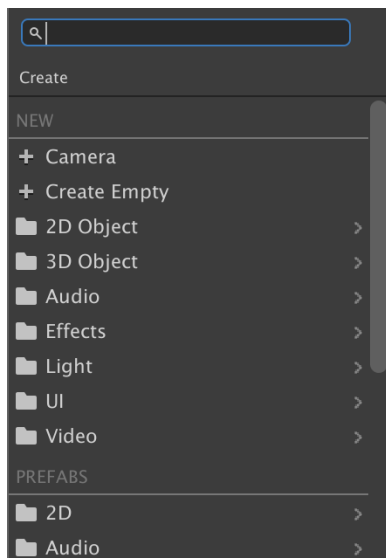 Create
NEW
Camera
Create Empty
2D Object
3D Object
Audio
Effects
Light
UI
Video
PREFABS
2D
Audio